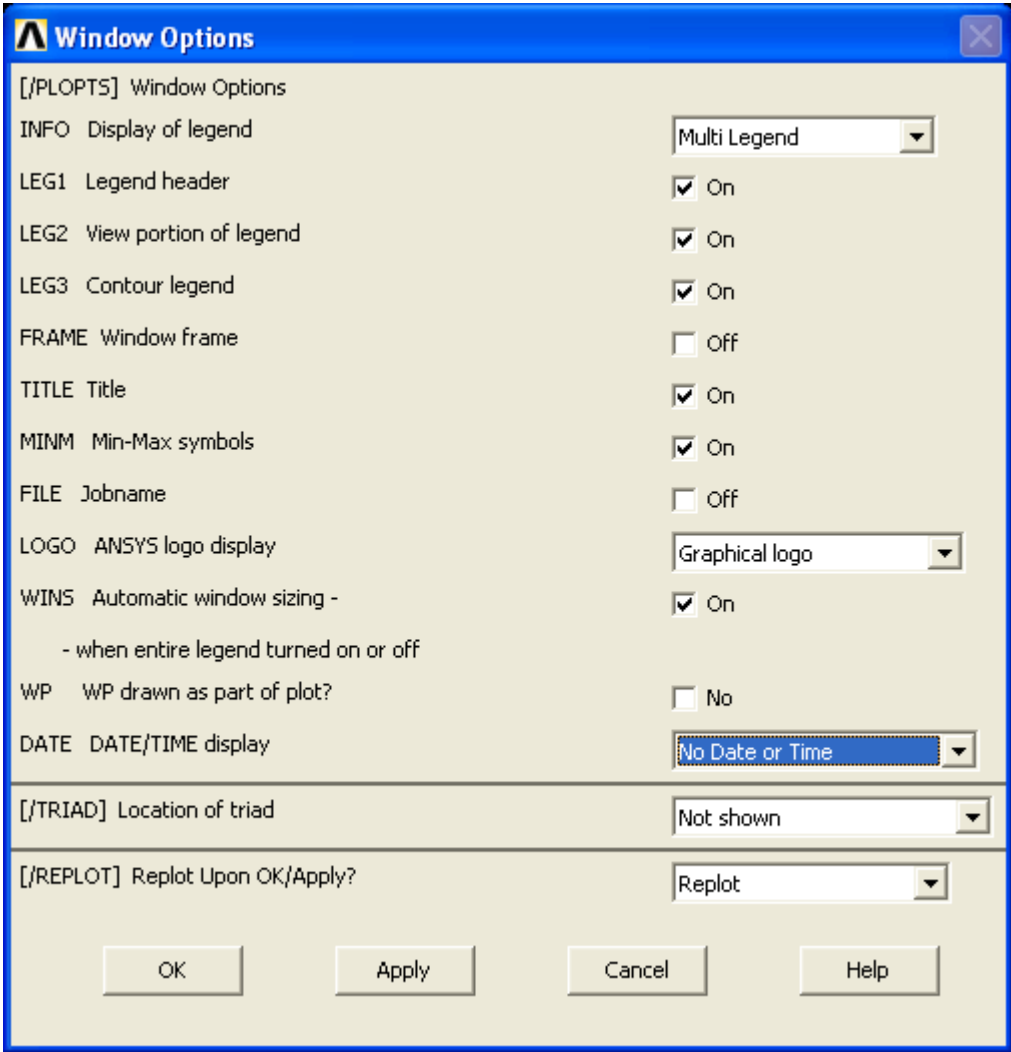 Window Options
[/PLOPTS] Window Options
INFO Display of legend Multi Legend
LEG1 Legend header On
LEG2 View portion of legend On
LEG3 Contour legend On
FRAME Window frame Off
TITLE Title On
MINM Min-Max symbols On
FILE Jobname Off
LOGO ANSYS logo display Graphical logo
WINS Automatic window sizing - On
- when entire legend turned on or off
WP WP drawn as part of plot? No
DATE DATE/TIME display No Date or Time
[/TRIAD] Location of triad Not shown
[/REPLOT] Replot Upon OK/Apply? Replot
OK Apply Cancel Help